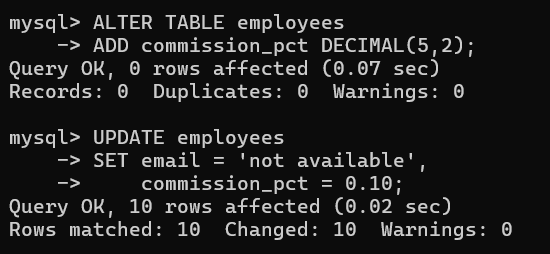 mysql> ALTER TABLE employees
    -> ADD commission_pct DECIMAL(5,2);
Query OK, 0 rows affected (0.07 sec)
Records: 0  Duplicates: 0  Warnings: 0

mysql> UPDATE employees
    -> SET email = 'not available',
    ->     commission_pct = 0.10;
Query OK, 10 rows affected (0.02 sec)
Rows matched: 10  Changed: 10  Warnings: 0